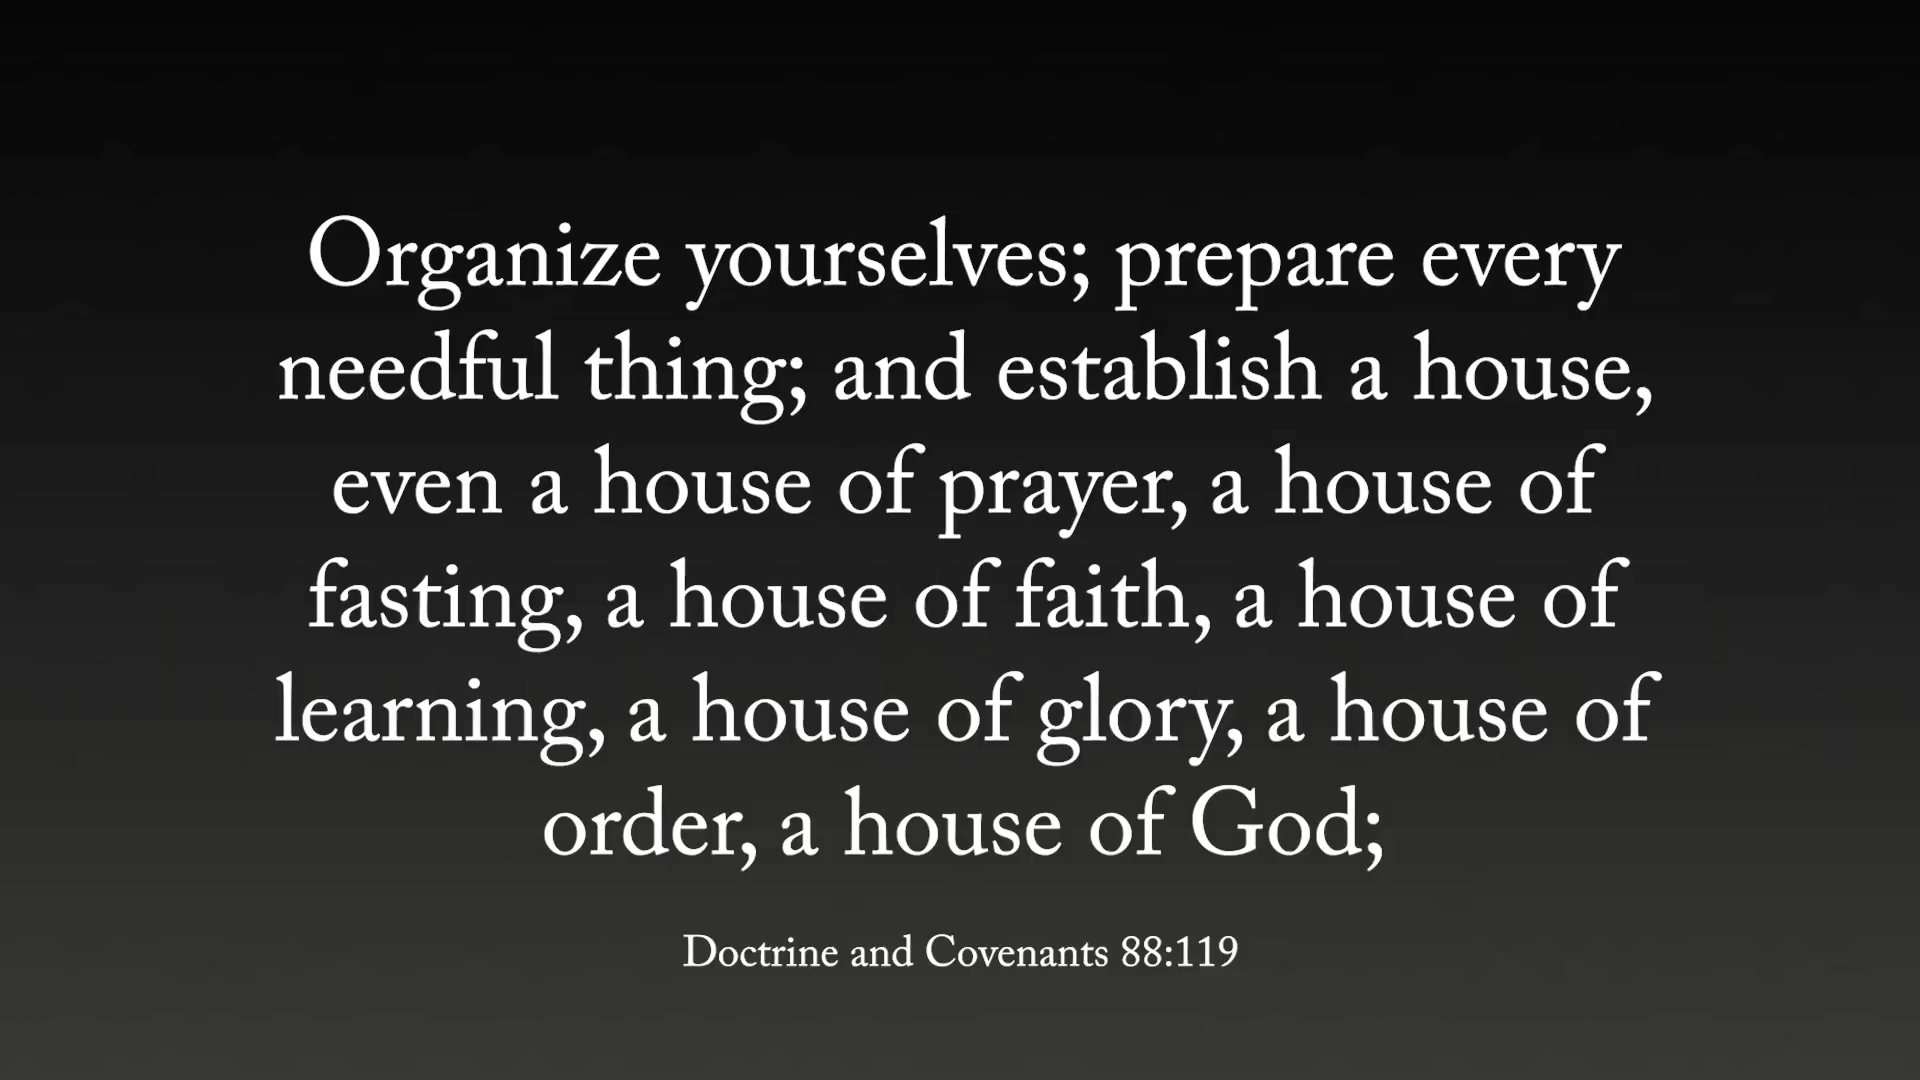 Organize yourselves; prepare every
needful thing; and establish a house,
even a house of prayer, a house of
fasting, a house of faith, a house of
learning, a house of glory, a house of
order, a house of God;
Doctrine and Covenants 88:119